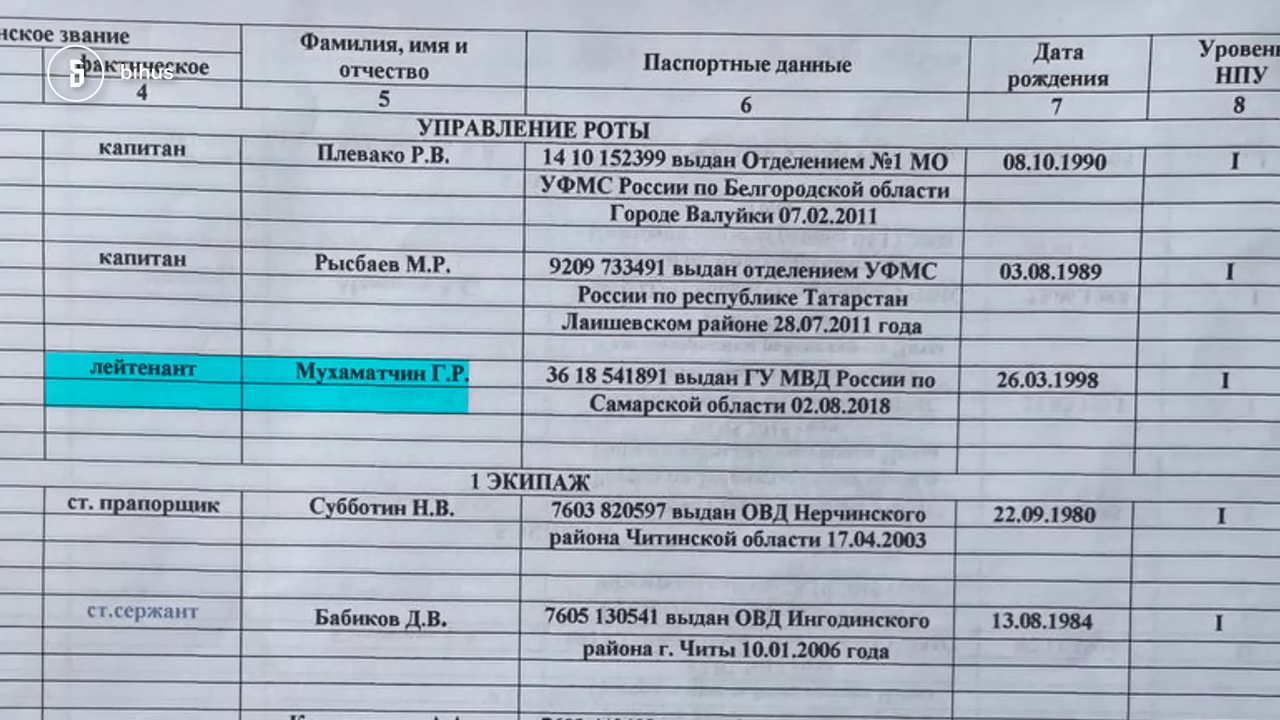 нское звание
фактическое
Фамилия, имя и
отчество
Паспортные данные
Дата
рождения
Уровень
НПУ
4 5 6 7 8
bihus
УПРАВЛЕНИЕ РОТЫ
капитан Плевако Р.В. 14 10 152399 выдан Отделением №1 МО 08.10.1990 I
УФМС России по Белгородской области
Городе Валуйки 07.02.2011
капитан Рысбаев М.Р. 9209 733491 выдан отделением УФМС 03.08.1989 I
России по республике Татарстан
Лаишевском районе 28.07.2011 года
лейтенант Мухаматчин Г.Р. 36 18 541891 выдан ГУ МВД России по 26.03.1998 I
Самарской области 02.08.2018
1 ЭКИПАЖ
ст. прапорщик Субботин Н.В. 7603 820597 выдан ОВД Нерчинского 22.09.1980 I
района Читинской области 17.04.2003
ст.сержант Бабиков Д.В. 7605 130541 выдан ОВД Ингодинского 13.08.1984 I
района г. Читы 10.01.2006 года